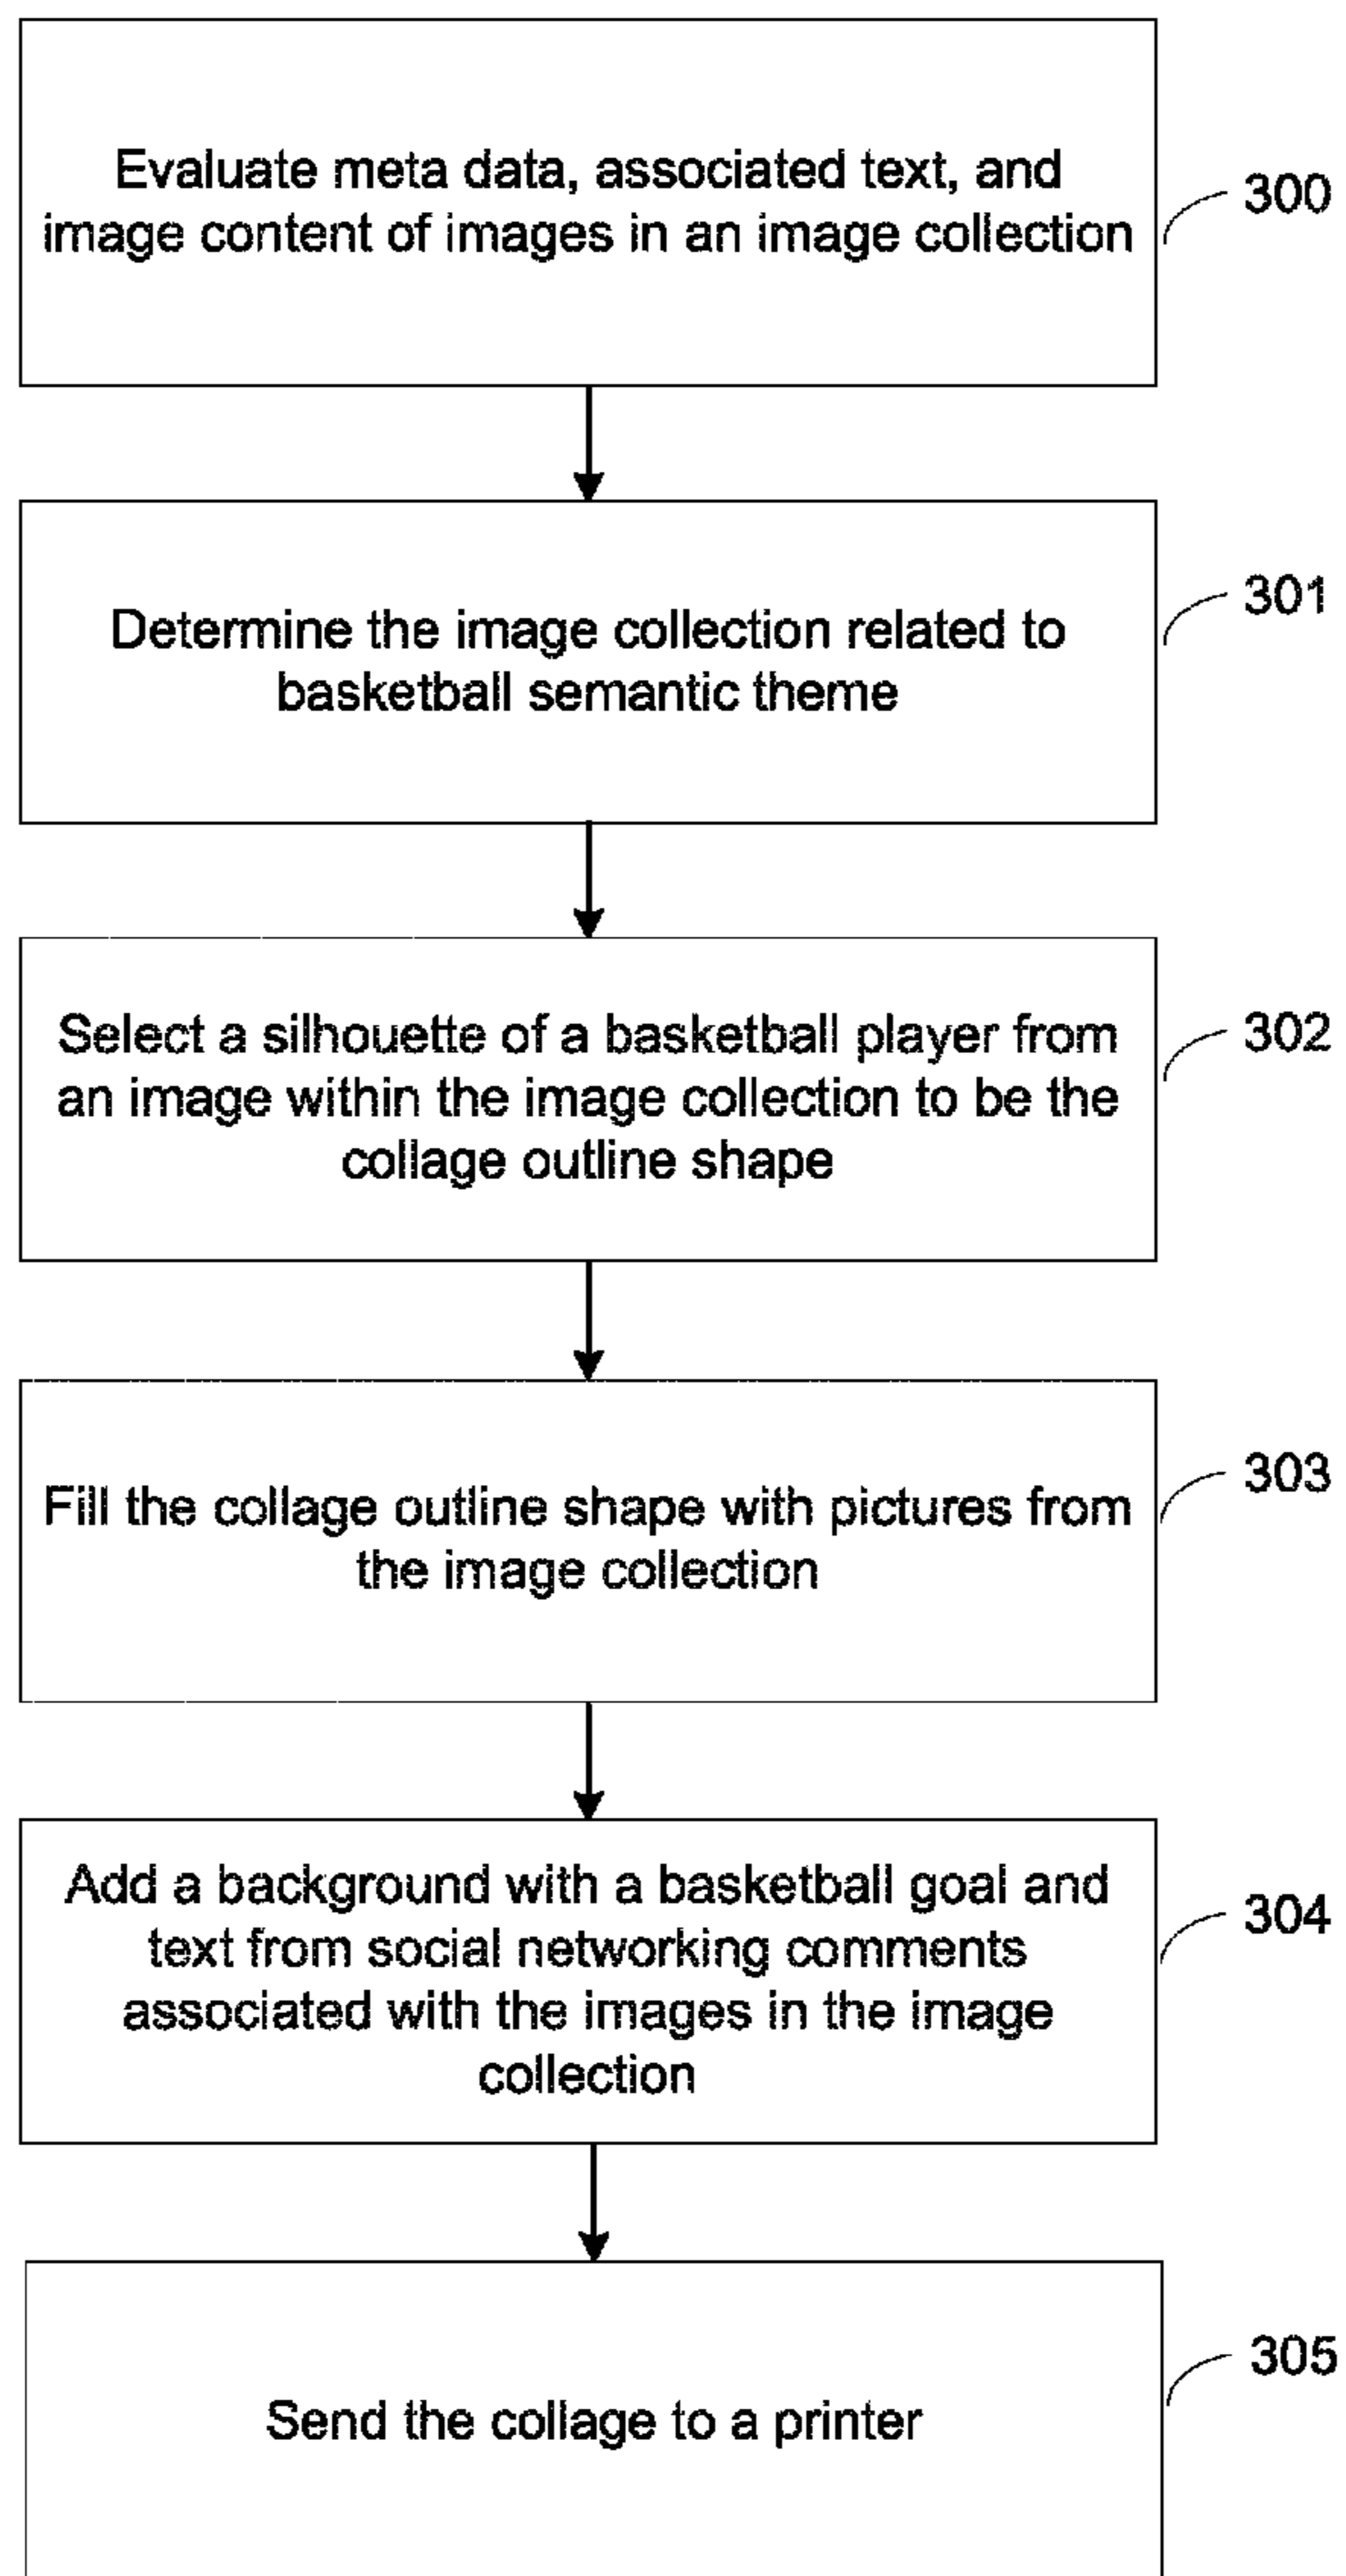 Evaluate meta data, associated text, and
image content of images in an image collection
300
Determine the image collection related to
basketball semantic theme
301
Select a silhouette of a basketball player from
an image within the image collection to be the
collage outline shape
302
Fill the collage outline shape with pictures from
the image collection
303
Add a background with a basketball goal and
text from social networking comments
associated with the images in the image
collection
304
Send the collage to a printer
305